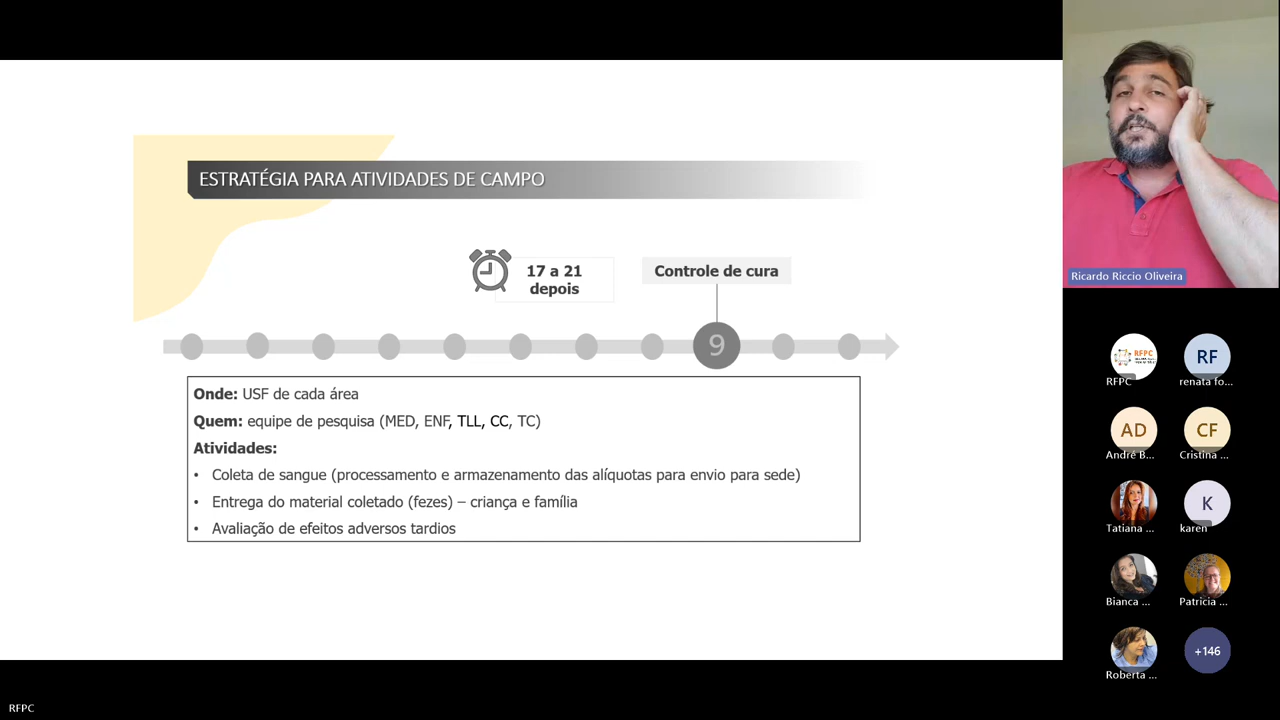 ESTRATÉGIA PARA ATIVIDADES DE CAMPO
17 a 21
depois
Controle de cura
9
Onde: USF de cada área
Quem: equipe de pesquisa (MED, ENF, TLL, CC, TC)
Atividades:
• Coleta de sangue (processamento e armazenamento das alíquotas para envio para sede)
• Entrega do material coletado (fezes) – criança e família
• Avaliação de efeitos adversos tardios
Ricardo Riccio Oliveira
RFPC
RFPC
RF
renata fo...
AD
André B...
CF
Cristina ...
Tatiana ...
K
karen
Bianca ...
Patricia ...
Roberta ...
+146
RFPC